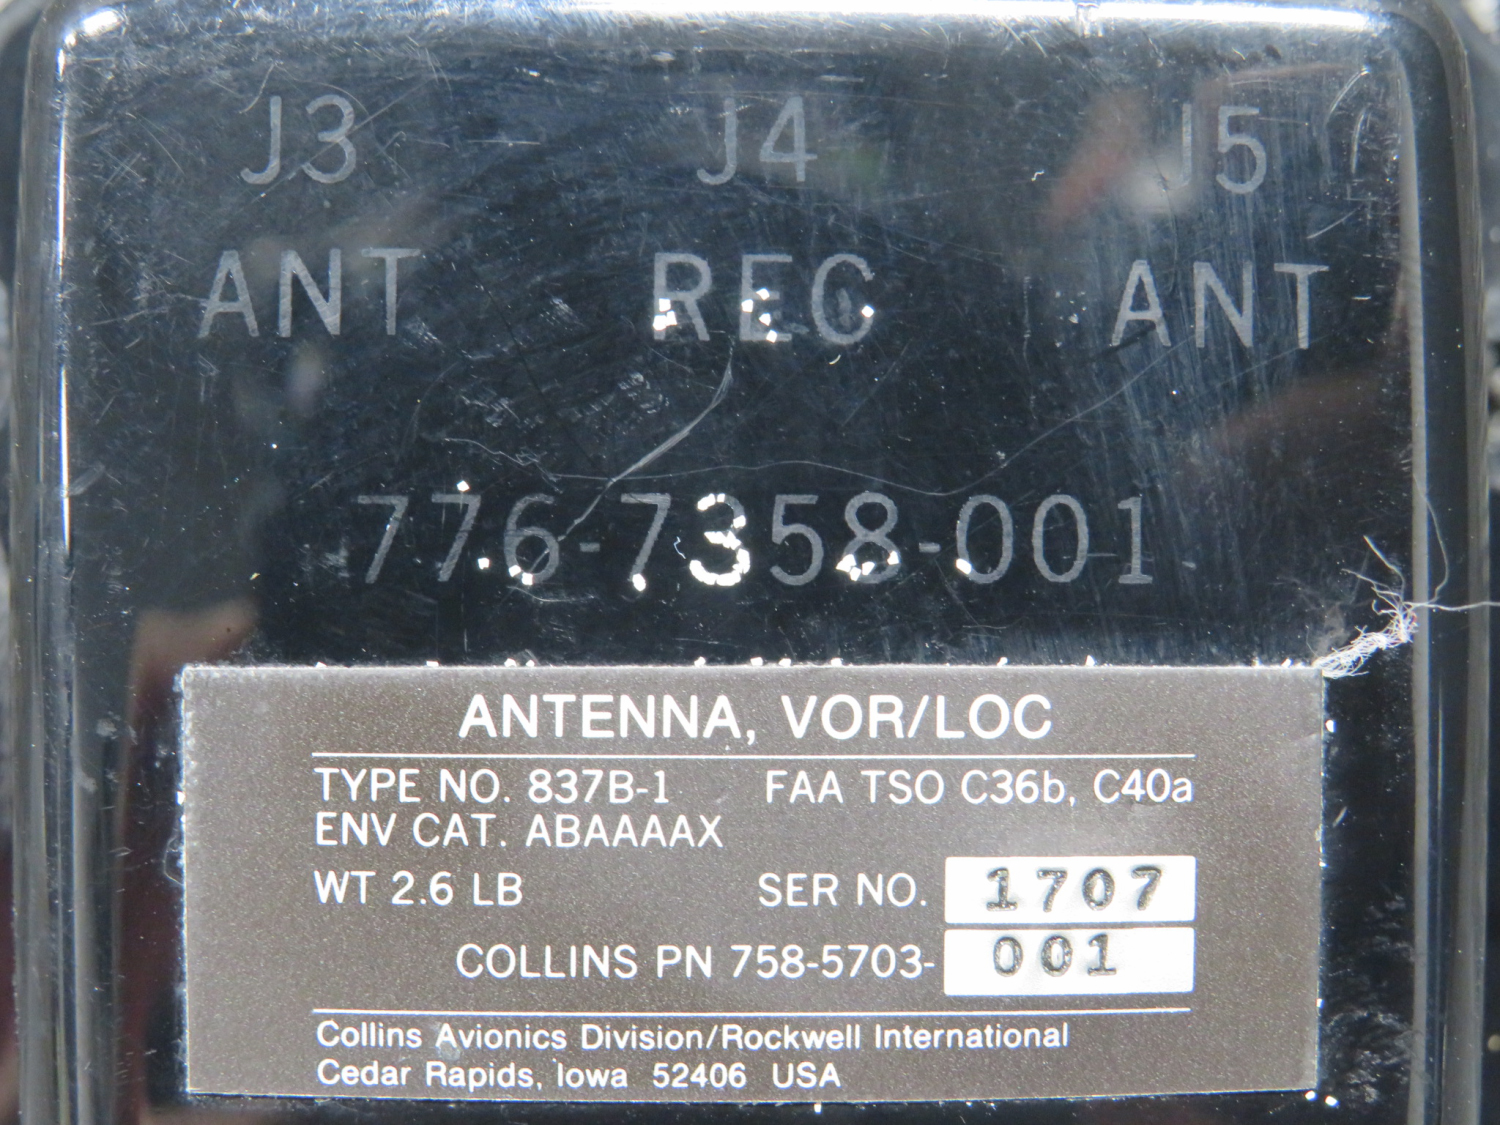 J3 J4 J5
ANT REC ANT
776-7358-001
ANTENNA, VOR/LOC
TYPE NO. 837B-1 FAA TSO C36b, C40a
ENV CAT. ABAAAAX
WT 2.6 LB SER NO. 1707
COLLINS PN 758-5703- 001
Collins Avionics Division/Rockwell International
Cedar Rapids, Iowa 52406 USA